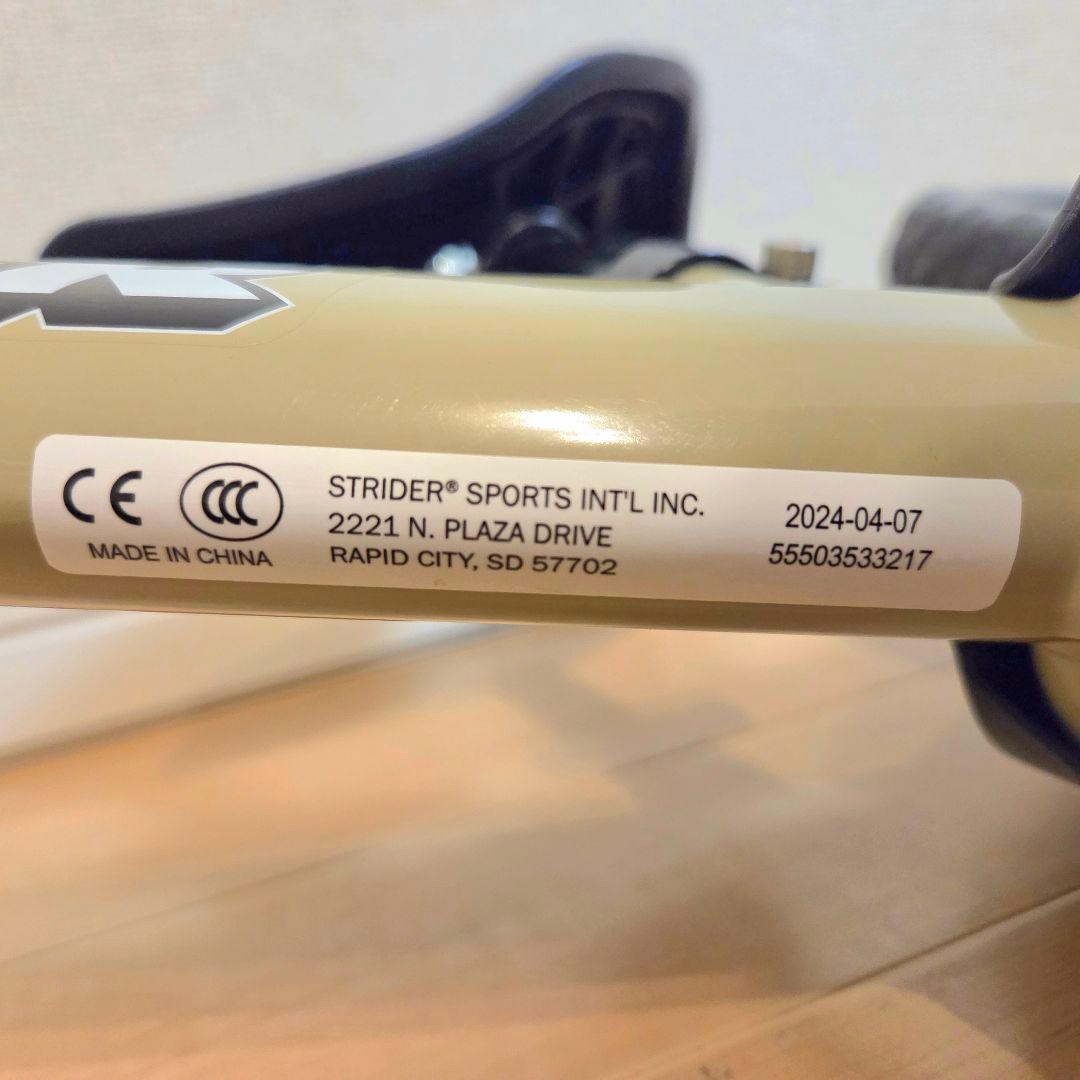 CE CCC
MADE IN CHINA
STRIDER® SPORTS INT'L INC.
2221 N. PLAZA DRIVE
RAPID CITY, SD 57702
2024-04-07
55503533217